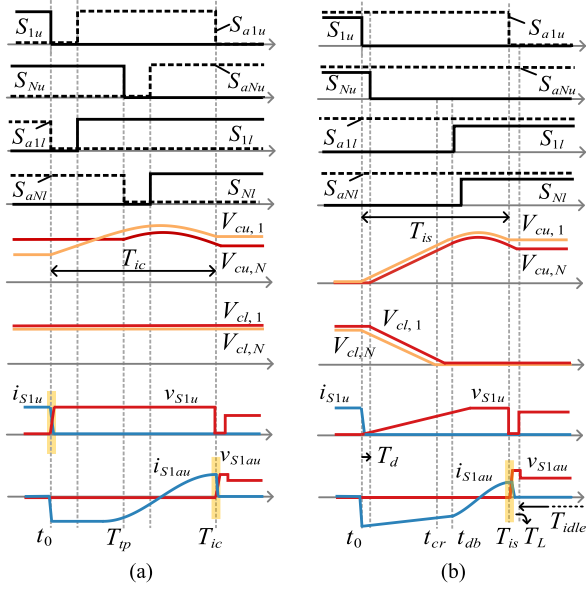 S1u
Sa1u
SNu
SaNu
Sa1l
S1l
SaNl
SNl
Vcu,1
Tic
Vcu,N
Vcl,1
Vcl,N
iS1u
vS1u
iS1au
vS1au
t0
Ttp
Tic
(a)
S1u
Sa1u
SNu
SaNu
Sa1l
S1l
SaNl
SNl
Tis
Vcu,1
Vcu,N
Vcl,1
Vcl,N
iS1u
vS1u
Td
iS1au
vS1au
t0
tcr
tdb
Tis
TL
Tidle
(b)